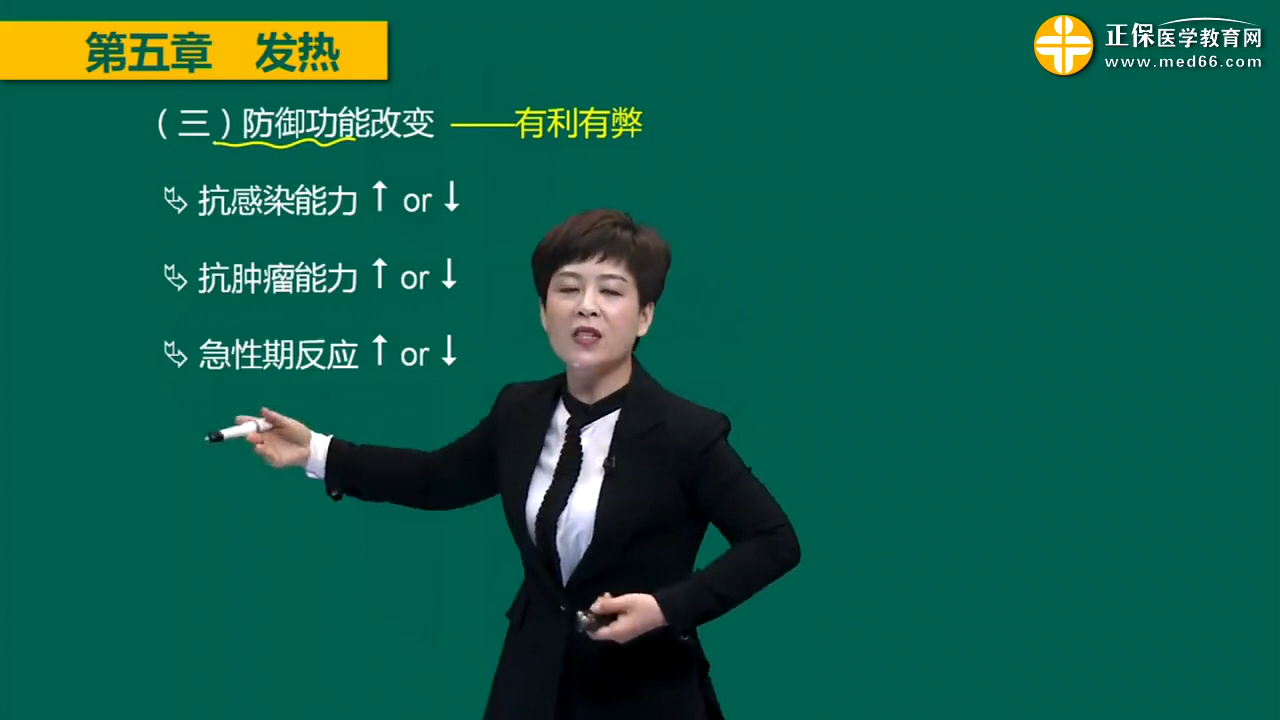 第五章 发热
正保医学教育网
www.med66.com
（三）防御功能改变 ——有利有弊
抗感染能力 ↑ or ↓
抗肿瘤能力 ↑ or ↓
急性期反应 ↑ or ↓